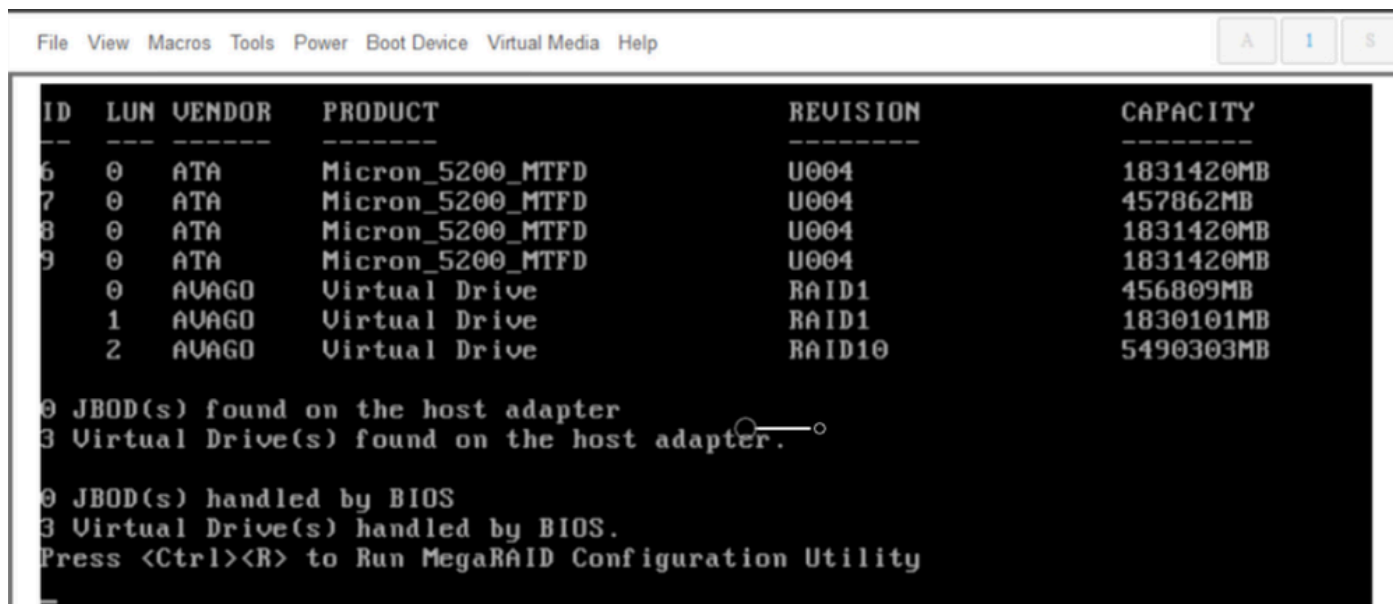 File View Macros Tools Power Boot Device Virtual Media Help A 1 S
ID LUN VENDOR PRODUCT REVISION CAPACITY
-- --- ------ ------- -------- --------
6 0 ATA Micron_5200_MTFD U004 1831420MB
7 0 ATA Micron_5200_MTFD U004 457862MB
8 0 ATA Micron_5200_MTFD U004 1831420MB
9 0 ATA Micron_5200_MTFD U004 1831420MB
0 AVAGO Virtual Drive RAID1 456809MB
1 AVAGO Virtual Drive RAID1 1830101MB
2 AVAGO Virtual Drive RAID10 5490303MB
0 JBOD(s) found on the host adapter
3 Virtual Drive(s) found on the host adapter.
0 JBOD(s) handled by BIOS
3 Virtual Drive(s) handled by BIOS.
Press <Ctrl><R> to Run MegaRAID Configuration Utility
_